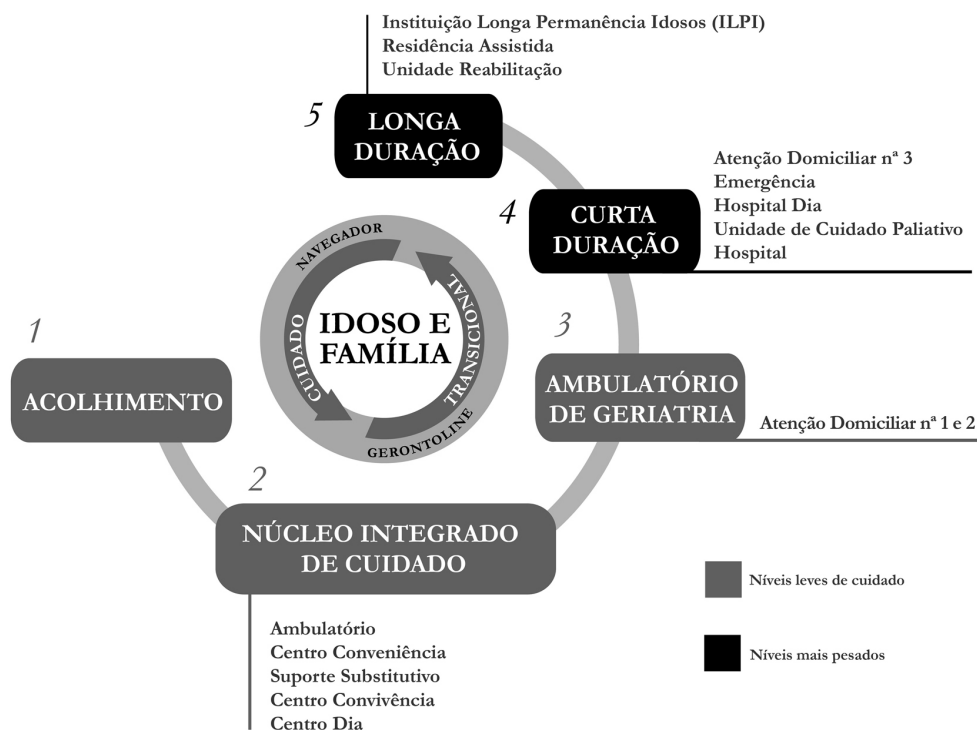 Instituição Longa Permanência Idosos (ILPI)
Residência Assistida
Unidade Reabilitação
5
LONGA
DURAÇÃO
4
CURTA
DURAÇÃO
Atenção Domiciliar nª 3
Emergência
Hospital Dia
Unidade de Cuidado Paliativo
Hospital
NAVEGADOR
CUIDADO
TRANSICIONAL
IDOSO E
FAMÍLIA
GERONTOLINE
1
ACOLHIMENTO
3
AMBULATÓRIO
DE GERIATRIA
Atenção Domiciliar nª 1 e 2
2
NÚCLEO INTEGRADO
DE CUIDADO
Ambulatório
Centro Conveniência
Suporte Substitutivo
Centro Convivência
Centro Dia
Níveis leves de cuidado
Níveis mais pesados